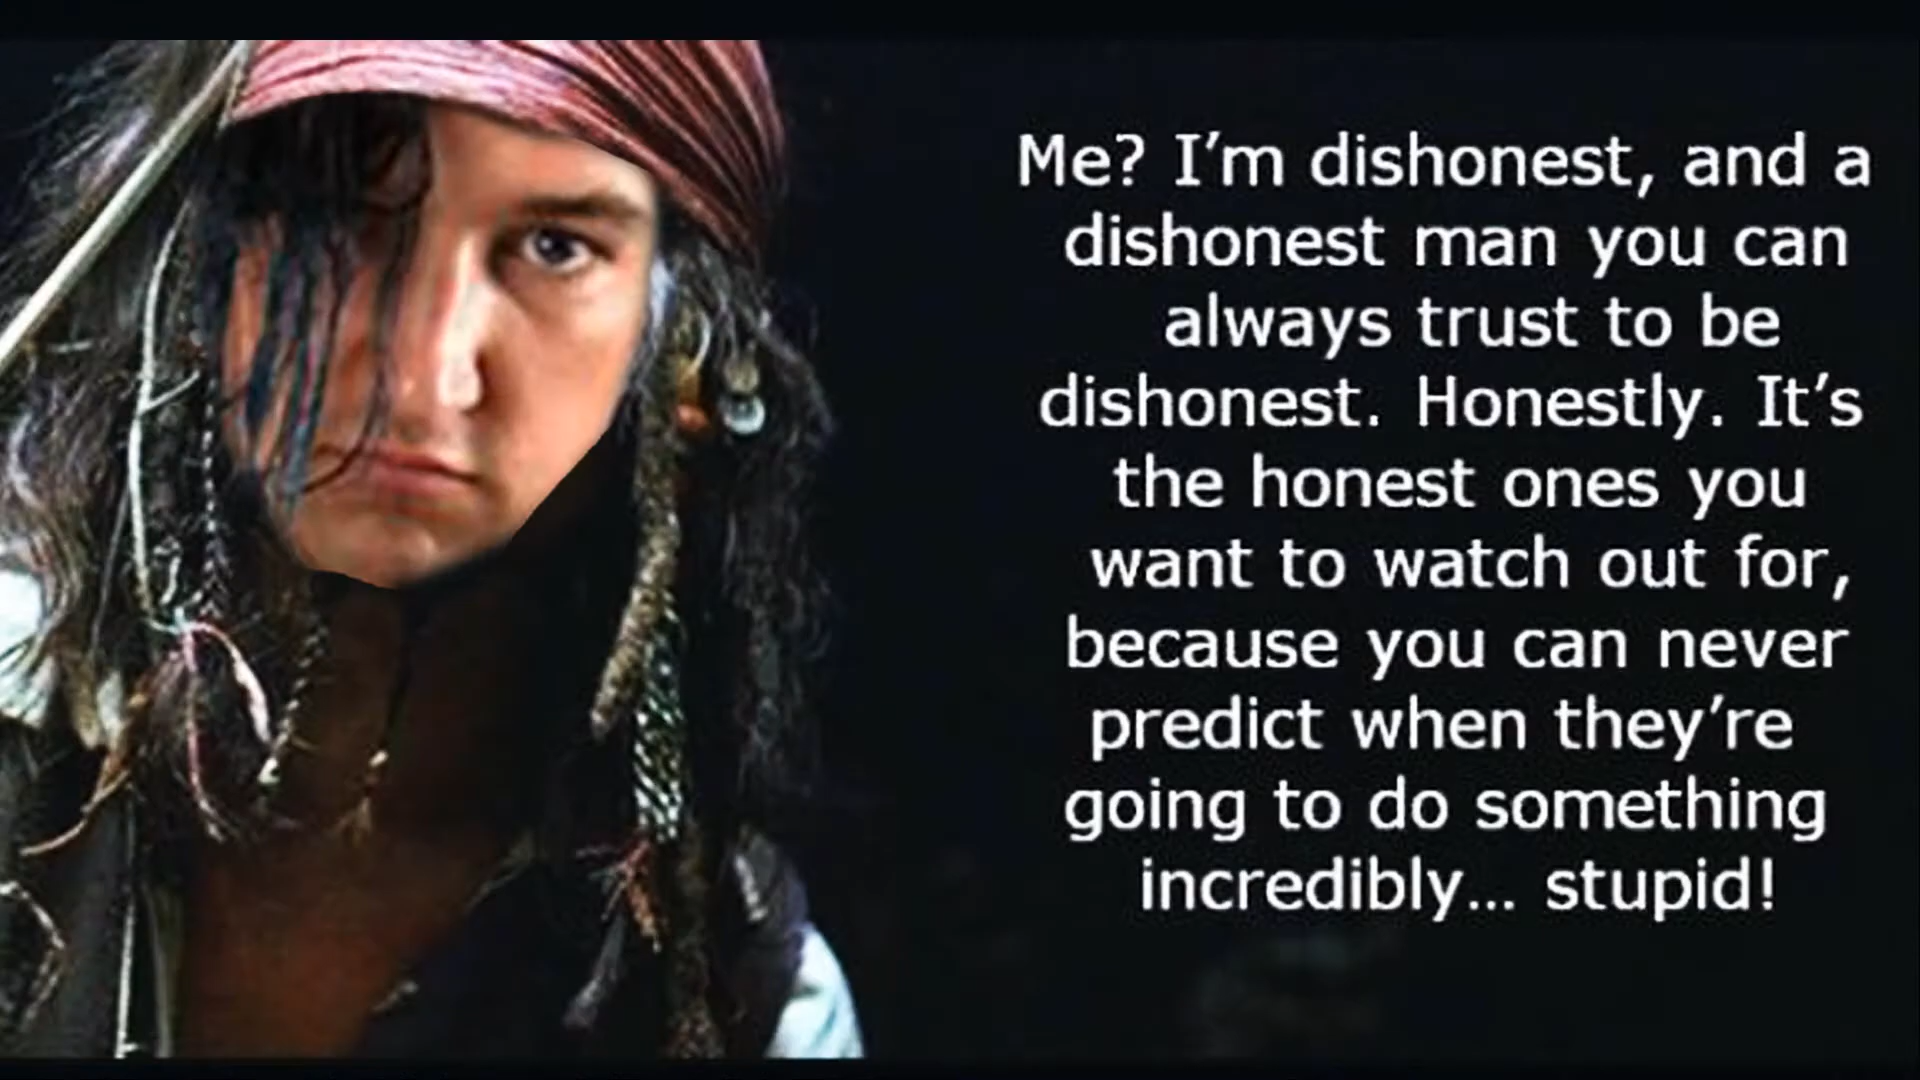 Me? I’m dishonest, and a
dishonest man you can
always trust to be
dishonest. Honestly. It’s
the honest ones you
want to watch out for,
because you can never
predict when they’re
going to do something
incredibly... stupid!